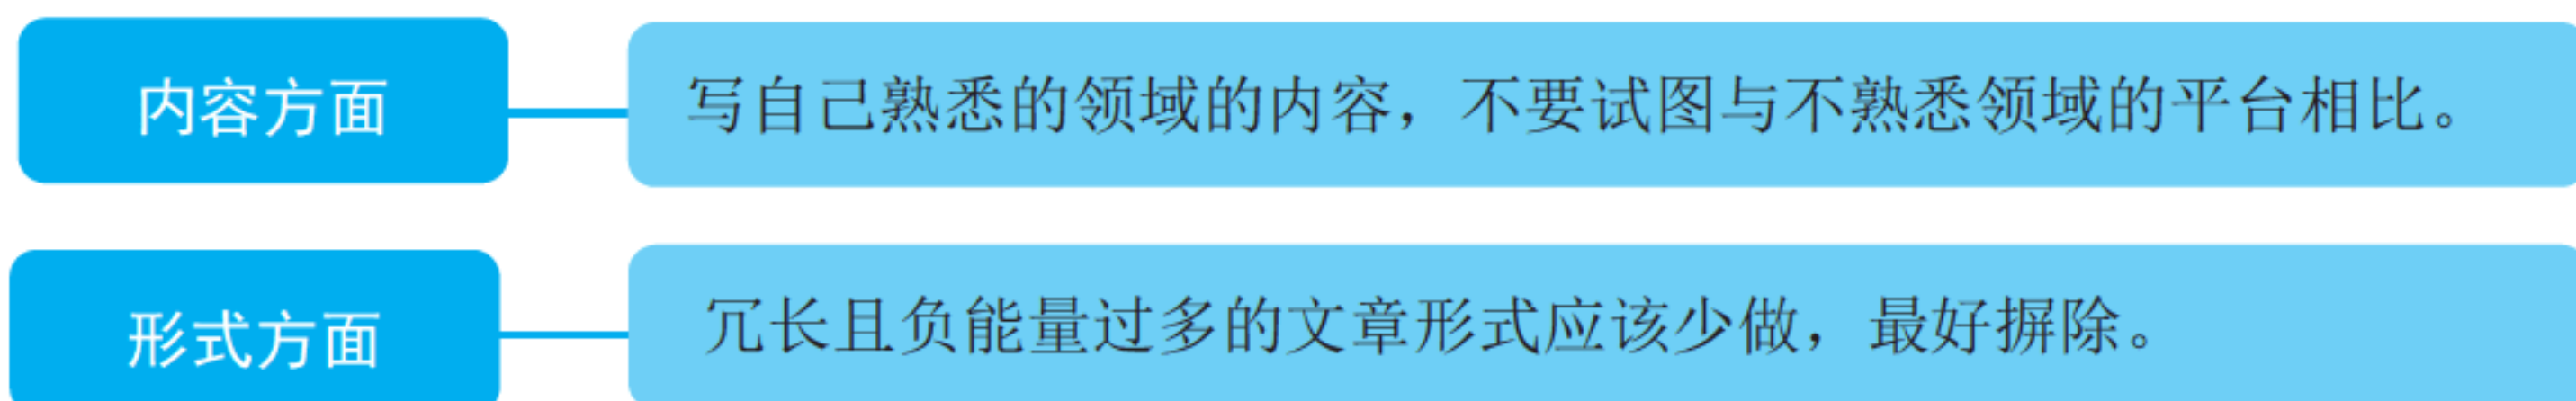 内容方面
写自己熟悉的领域的内容，不要试图与不熟悉领域的平台相比。
形式方面
冗长且负能量过多的文章形式应该少做，最好摒除。